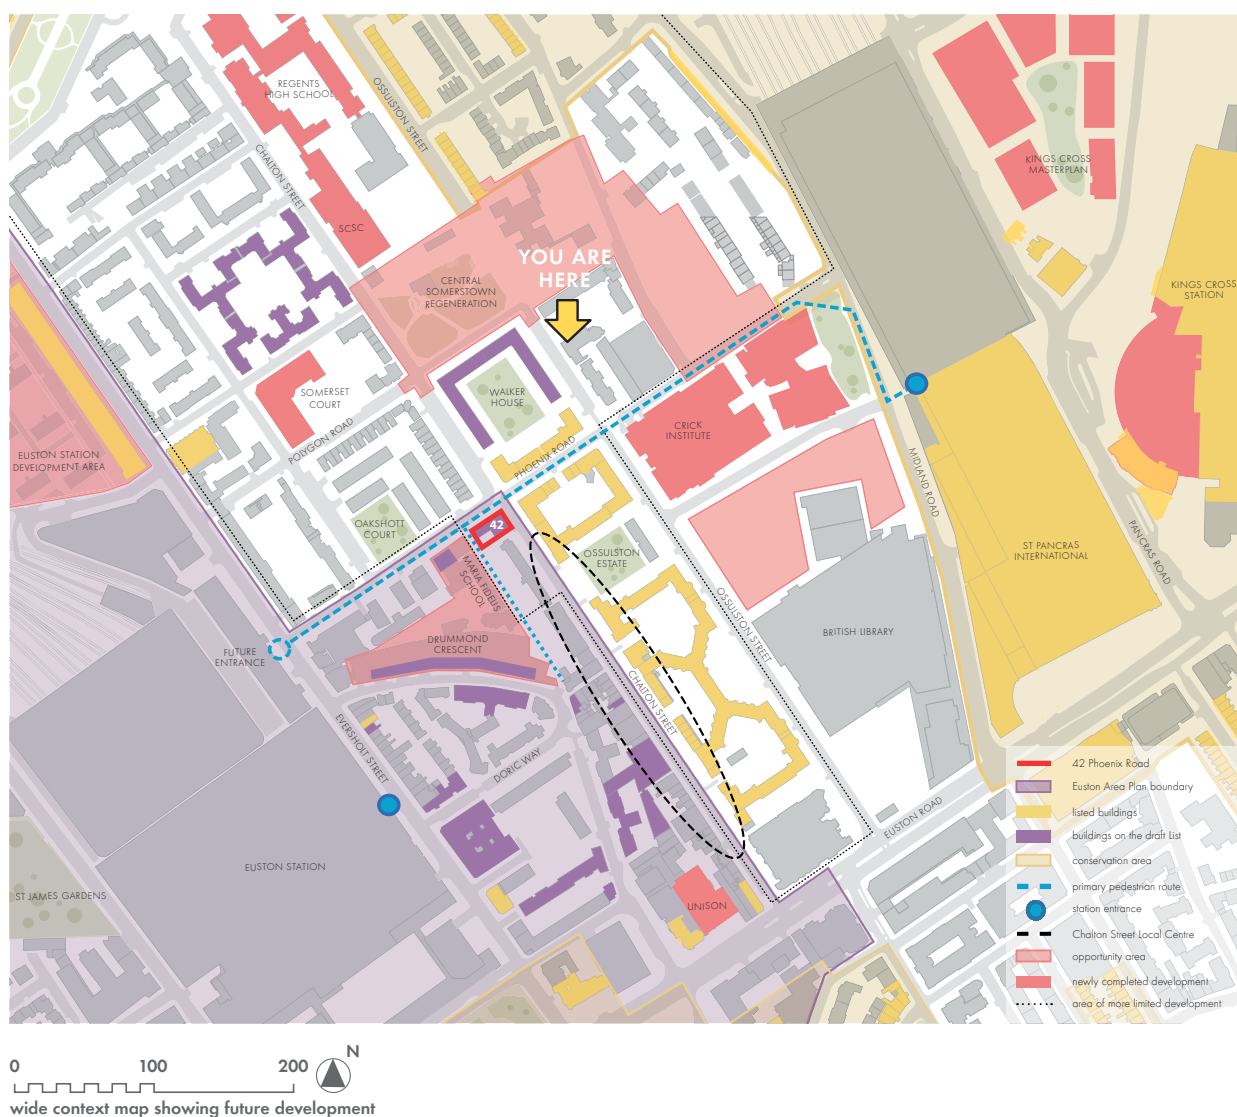 REGENTS
HIGH SCHOOL
OSSULSTON STREET
CHALTON STREET
SCSC
KINGS CROSS
MASTERPLAN
KINGS CROSS
STATION
YOU ARE
HERE
CENTRAL
SOMERSTOWN
REGENERATION
WALKER
HOUSE
SOMERSET
COURT
POLYGON ROAD
PHOENIX ROAD
CRICK
INSTITUTE
EUSTON STATION
DEVELOPMENT AREA
MIDLAND ROAD
PANCRAS ROAD
OAKSHOTT
COURT
42
MARIA FIDELIS
SCHOOL
OSSULSTON
ESTATE
ST PANCRAS
INTERNATIONAL
OSSULSTON STREET
BRITISH LIBRARY
DRUMMOND
CRESCENT
FUTURE
ENTRANCE
CHALTON STREET
EVERSHOLT STREET
DORIC WAY
EUSTON ROAD
EUSTON STATION
ST JAMES GARDENS
UNISON
42 Phoenix Road
Euston Area Plan boundary
listed buildings
buildings on the draft List
conservation area
primary pedestrian route
station entrance
Chalton Street Local Centre
opportunity area
newly completed development
area of more limited development
0 100 200 N
wide context map showing future development